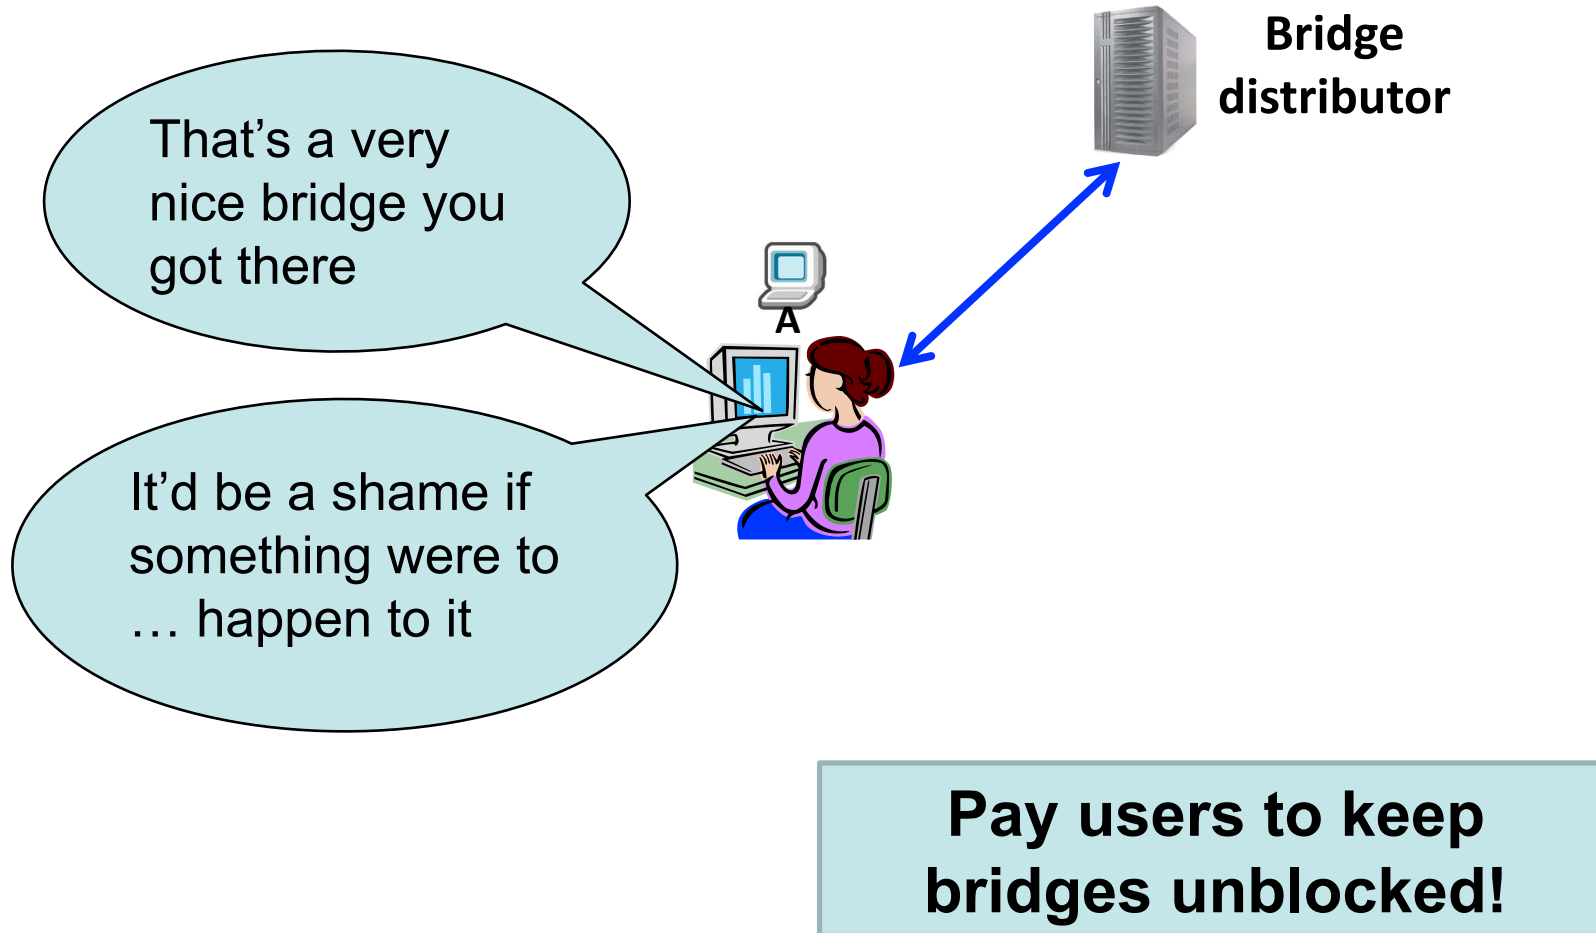 Bridge
distributor
That’s a very
nice bridge you
got there
A
It’d be a shame if
something were to
… happen to it
Pay users to keep
bridges unblocked!